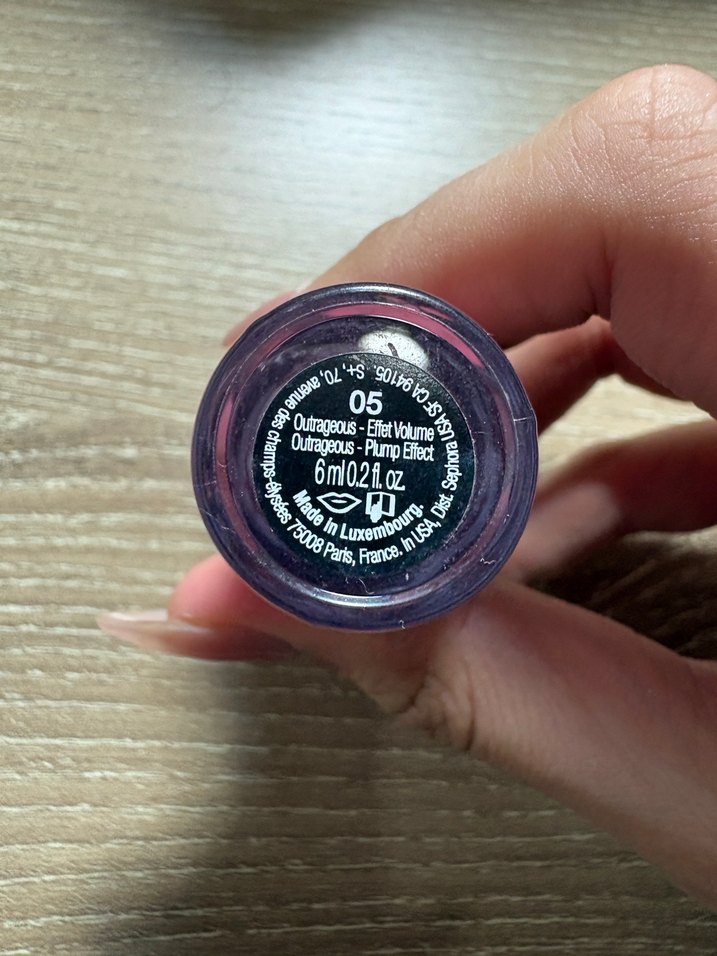 05
Outrageous - Effet Volume
Outrageous - Plump Effect
6 ml 0.2 fl. oz.
Made in Luxembourg.
S+, 70, avenue des champs-élysées 75008 Paris, France. In USA, Dist. Sephora USA SF CA 94105.